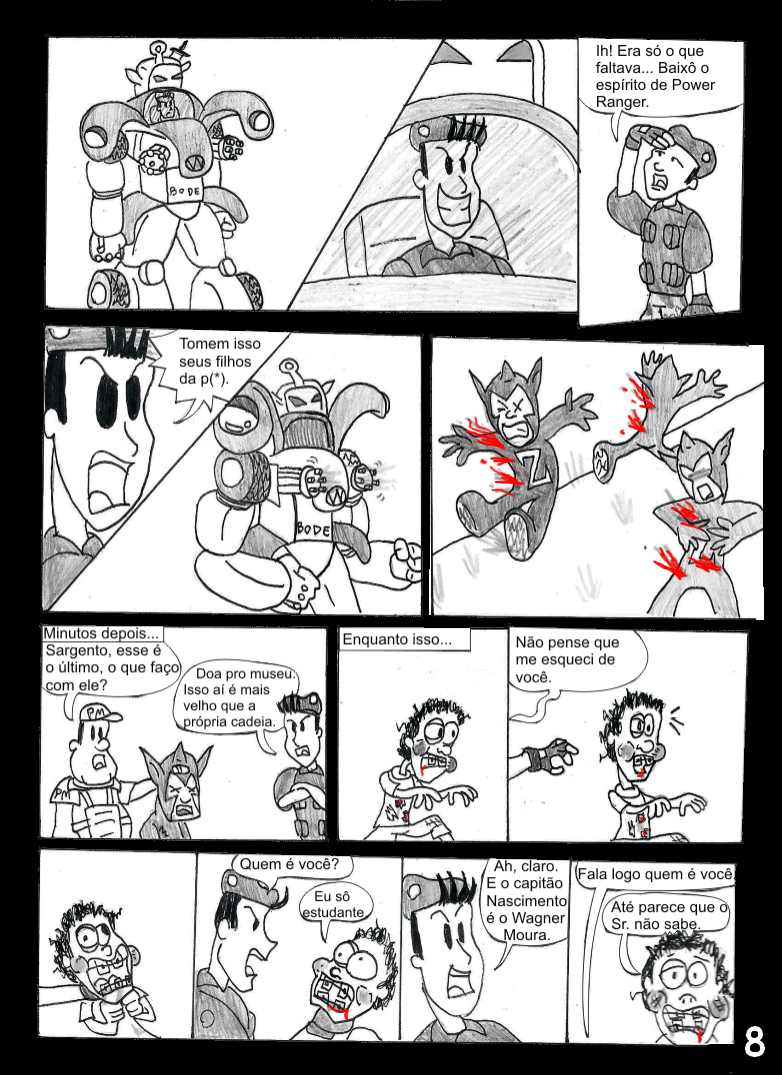 BODE
Ih! Era só o que
faltava... Baixô o
espírito de Power
Ranger.
Tomem isso
seus filhos
da p(*).
BODE
Z
Minutos depois...
Sargento, esse é
o último, o que faço
com ele?
Doa pro museu.
Isso aí é mais
velho que a
própria cadeia.
PM
PM
Enquanto isso...
Não pense que
me esqueci de
você.
Quem é você?
Eu sô
estudante
Ah, claro.
E o capitão
Nascimento
é o Wagner
Moura.
Fala logo quem é você
Até parece que o
Sr. não sabe.
8